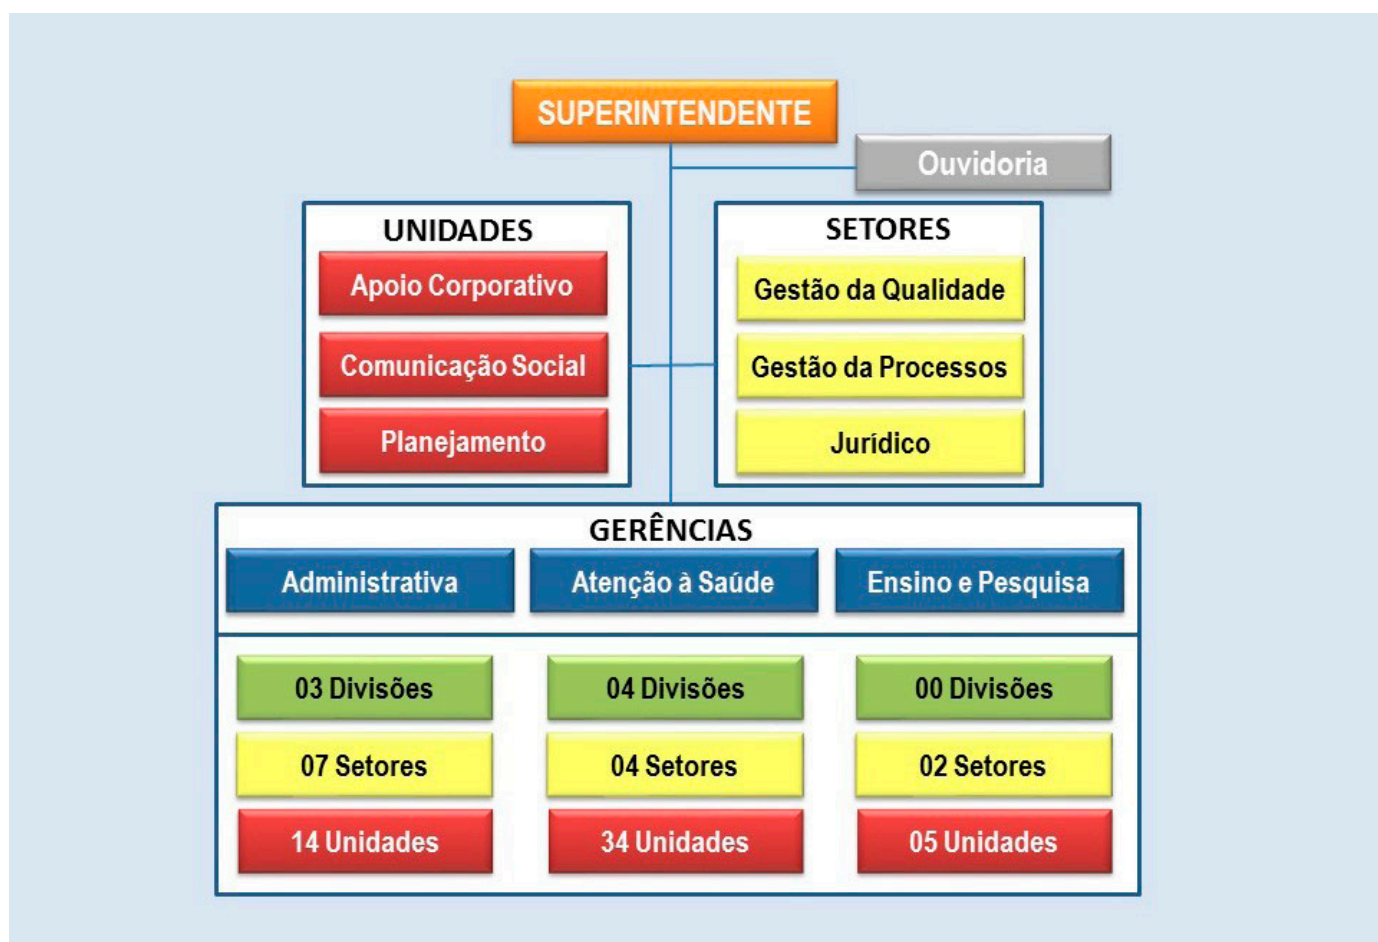 SUPERINTENDENTE
Ouvidoria
UNIDADES
Apoio Corporativo
Comunicação Social
Planejamento
SETORES
Gestão da Qualidade
Gestão da Processos
Jurídico
GERÊNCIAS
Administrativa
Atenção à Saúde
Ensino e Pesquisa
03 Divisões
04 Divisões
00 Divisões
07 Setores
04 Setores
02 Setores
14 Unidades
34 Unidades
05 Unidades